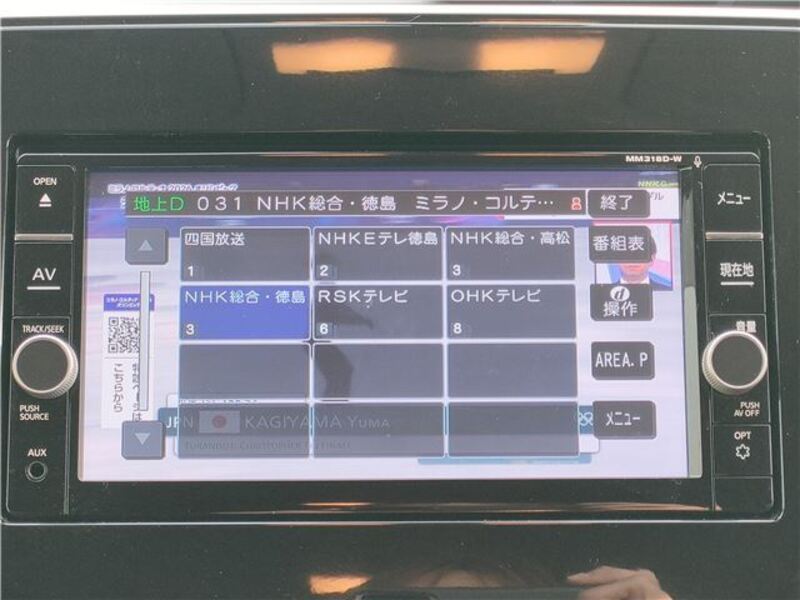 MM318D-W
OPEN
AV
TRACK/SEEK
PUSH
SOURCE
AUX
地上D 031 NHK総合・徳島 ミラノ・コルテ…
終了
四国放送
1
NHKEテレ徳島
2
NHK総合・高松
3
NHK総合・徳島
3
RSKテレビ
6
OHKテレビ
8
番組表
d
操作
AREA.P
メニュー
こちらから
JPN KAGIYAMA YUMA
メニュー
現在地
音量
PUSH
AV OFF
OPT